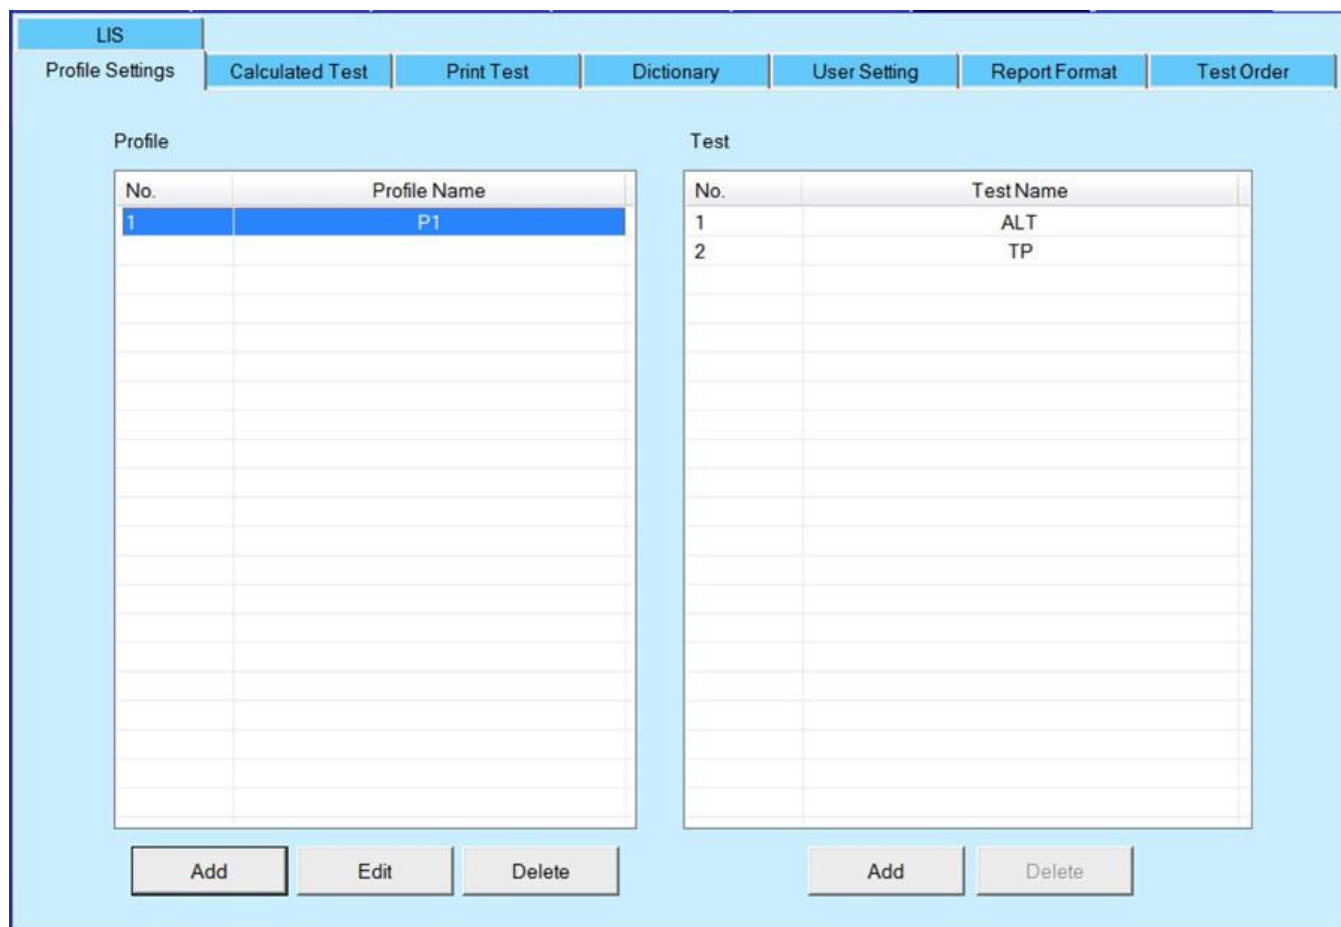 LIS
Profile Settings Calculated Test Print Test Dictionary User Setting Report Format Test Order
Profile Test
No. Profile Name No. Test Name
1 P1 1 ALT
2 TP
Add Edit Delete Add Delete